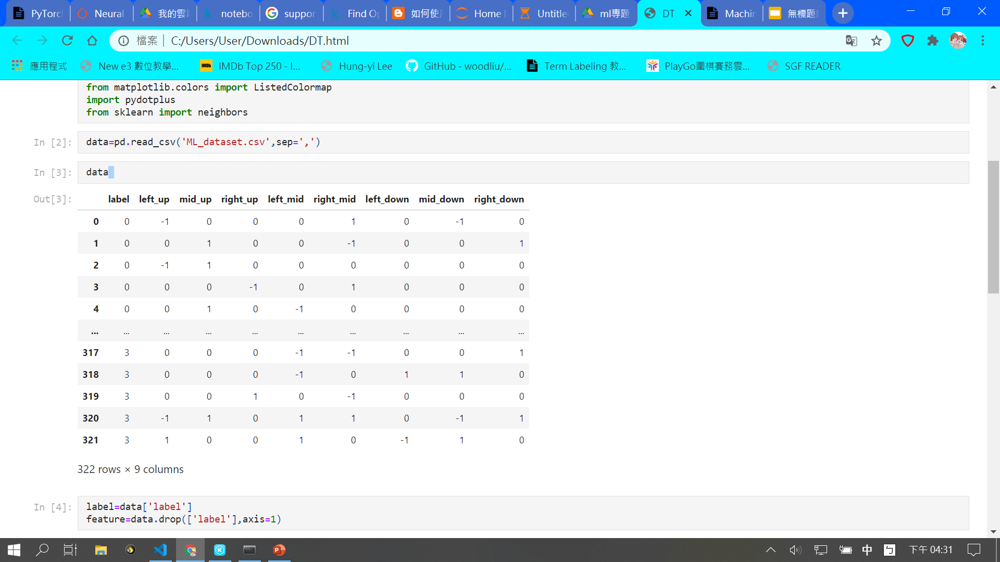 PyTorch
Neural
我的雲端
notebo
suppor
Find Op
如何使用
Home P
Untitled
ml專題
DT
Machin
無標題簡
檔案 C:/Users/User/Downloads/DT.html
應用程式
New e3 數位教學...
IMDb Top 250 - I...
Hung-yi Lee
GitHub - woodliu/...
Term Labeling 教...
PlayGo圍棋賽務雲...
SGF READER
from matplotlib.colors import ListedColormap
import pydotplus
from sklearn import neighbors
In [2]: data=pd.read_csv('ML_dataset.csv',sep=',')
In [3]: data
Out[3]: label left_up mid_up right_up left_mid right_mid left_down mid_down right_down
0 0 -1 0 0 0 1 0 -1 0
1 0 0 1 0 0 -1 0 0 1
2 0 -1 1 0 0 0 0 0 0
3 0 0 0 -1 0 1 0 0 0
4 0 0 1 0 -1 0 0 0 0
... ... ... ... ... ... ... ... ... ...
317 3 0 0 0 -1 -1 0 0 1
318 3 0 0 0 -1 0 1 1 0
319 3 0 0 1 0 -1 0 0 0
320 3 -1 1 0 1 1 0 -1 1
321 3 1 0 0 1 0 -1 1 0
322 rows × 9 columns
In [4]: label=data['label']
feature=data.drop(['label'],axis=1)
中 ㄅ 下午 04:31